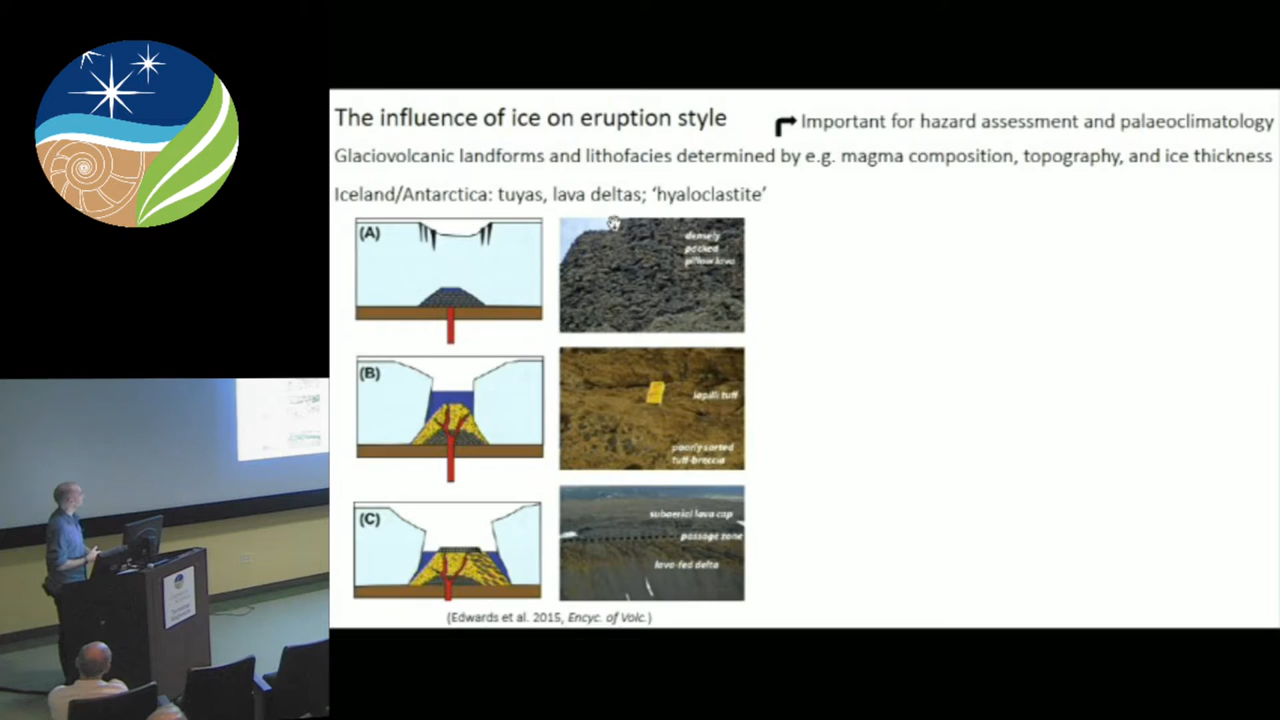 The influence of ice on eruption style
Important for hazard assessment and palaeoclimatology
Glaciovolcanic landforms and lithofacies determined by e.g. magma composition, topography, and ice thickness
Iceland/Antarctica: tuyas, lava deltas; ‘hyaloclastite’
(A)
densely
packed
pillow lava
(B)
lapilli tuff
poorly sorted
tuff-breccia
(C)
subaerial lava cap
passage zone
lava-fed delta
(Edwards et al. 2015, Encyc. of Volc.)